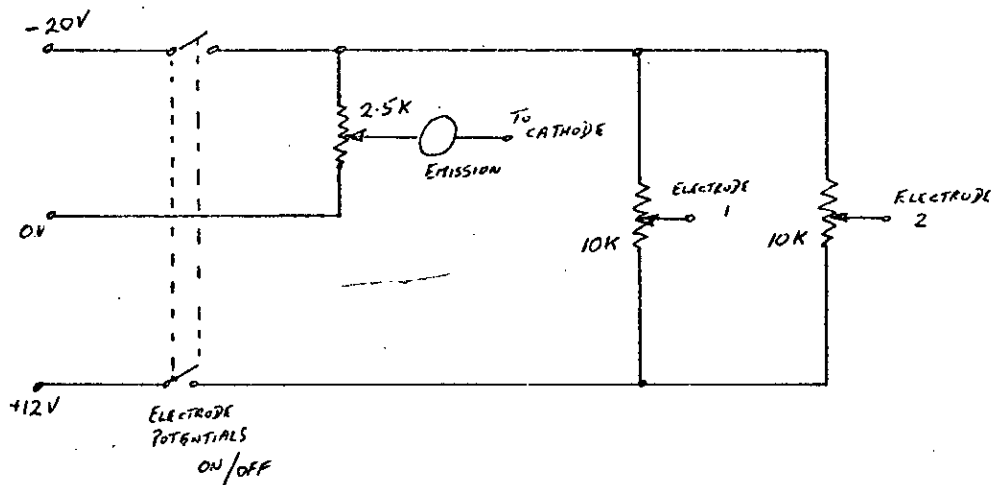 -20V
2.5K
To
CATHODE
EMISSION
ELECTRODE
1
ELECTRODE
2
0V
10K
10K
+12V
ELECTRODE
POTENTIALS
ON/OFF